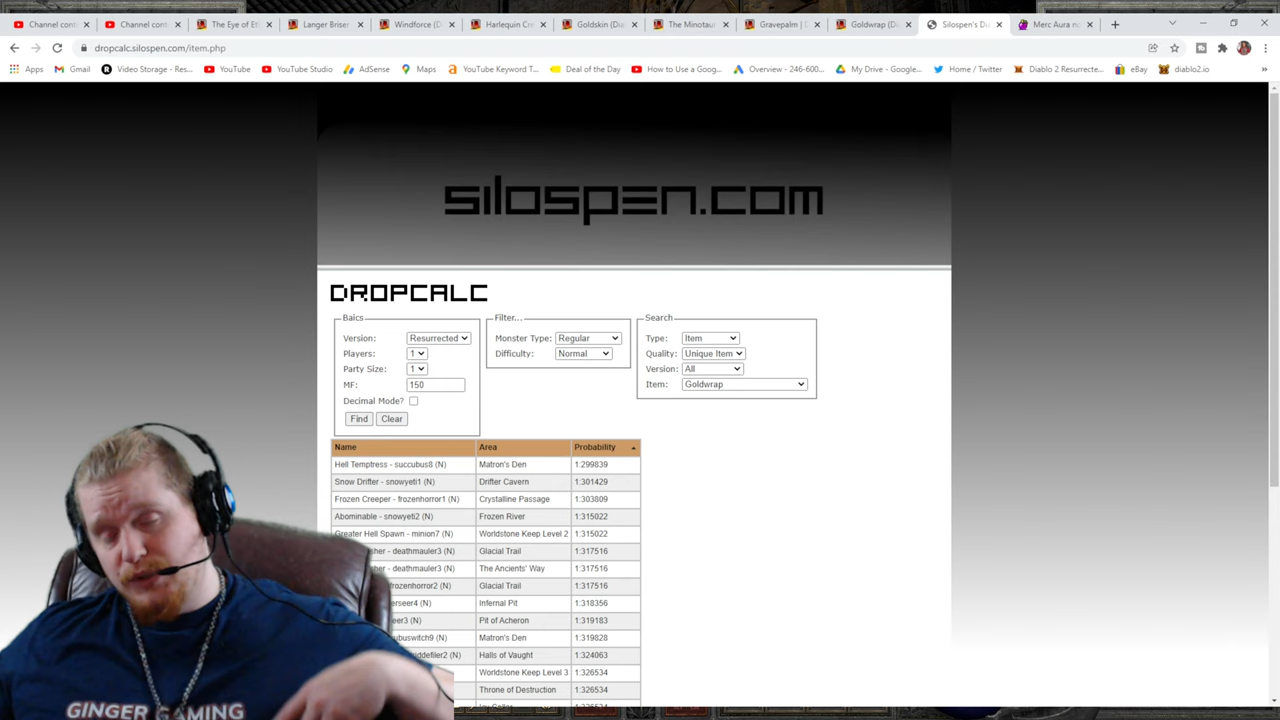 Channel cont
Channel cont
The Eye of Et
Langer Briser
Windforce (D
Harlequin Cr
Goldskin (Dia
The Minotau
Gravepalm |
Goldwrap (D
Silospen's Di
Merc Aura no
dropcalc.silospen.com/item.php
Apps
Gmail
Video Storage - Res...
YouTube
YouTube Studio
AdSense
Maps
YouTube Keyword T...
Deal of the Day
How to Use a Goog...
Overview - 246-600...
My Drive - Google...
Home / Twitter
Diablo 2 Resurrecte...
eBay
diablo2.io
silospen.com
DROPCALC
Baics
Filter...
Search
Version: Resurrected
Monster Type: Regular
Type: Item
Players: 1
Difficulty: Normal
Quality: Unique Item
Party Size: 1
Version: All
MF: 150
Item: Goldwrap
Decimal Mode?
Find Clear
Name Area Probability
Hell Temptress - succubus8 (N) Matron's Den 1:299839
Snow Drifter - snowyeti1 (N) Drifter Cavern 1:301429
Frozen Creeper - frozenhorror1 (N) Crystalline Passage 1:303809
Abominable - snowyeti2 (N) Frozen River 1:315022
Greater Hell Spawn - minion7 (N) Worldstone Keep Level 2 1:315022
sher - deathmauler3 (N) Glacial Trail 1:317516
sher - deathmauler3 (N) The Ancients' Way 1:317516
frozenhorror2 (N) Glacial Trail 1:317516
erseer4 (N) Infernal Pit 1:318356
eer3 (N) Pit of Acheron 1:319183
ubuswitch9 (N) Matron's Den 1:319828
iddefiler2 (N) Halls of Vaught 1:324063
Worldstone Keep Level 3 1:326534
Throne of Destruction 1:326534
GINGER GAMING